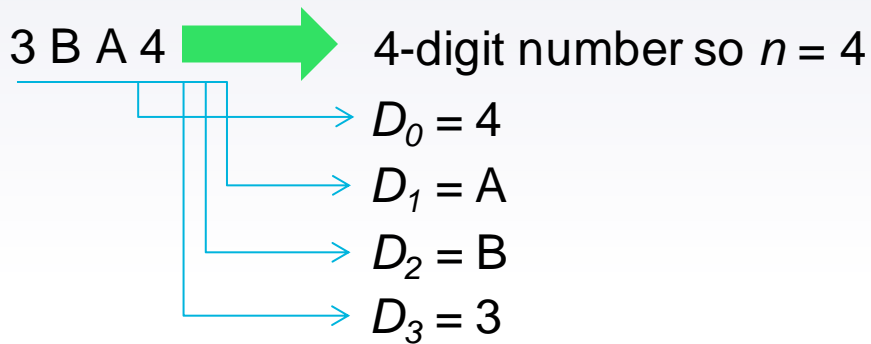 3 B A 4 4-digit number so n = 4
D₀ = 4
D₁ = A
D₂ = B
D₃ = 3